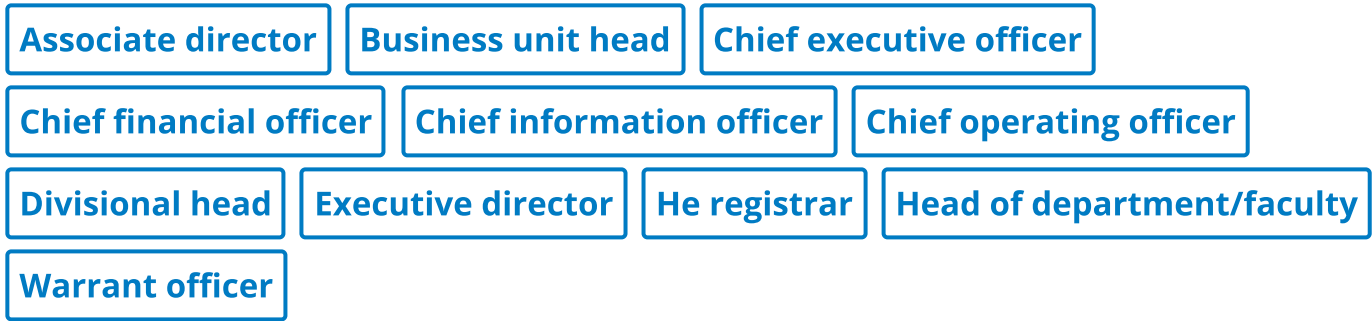 Associate director Business unit head Chief executive officer
Chief financial officer Chief information officer Chief operating officer
Divisional head Executive director He registrar Head of department/faculty
Warrant officer